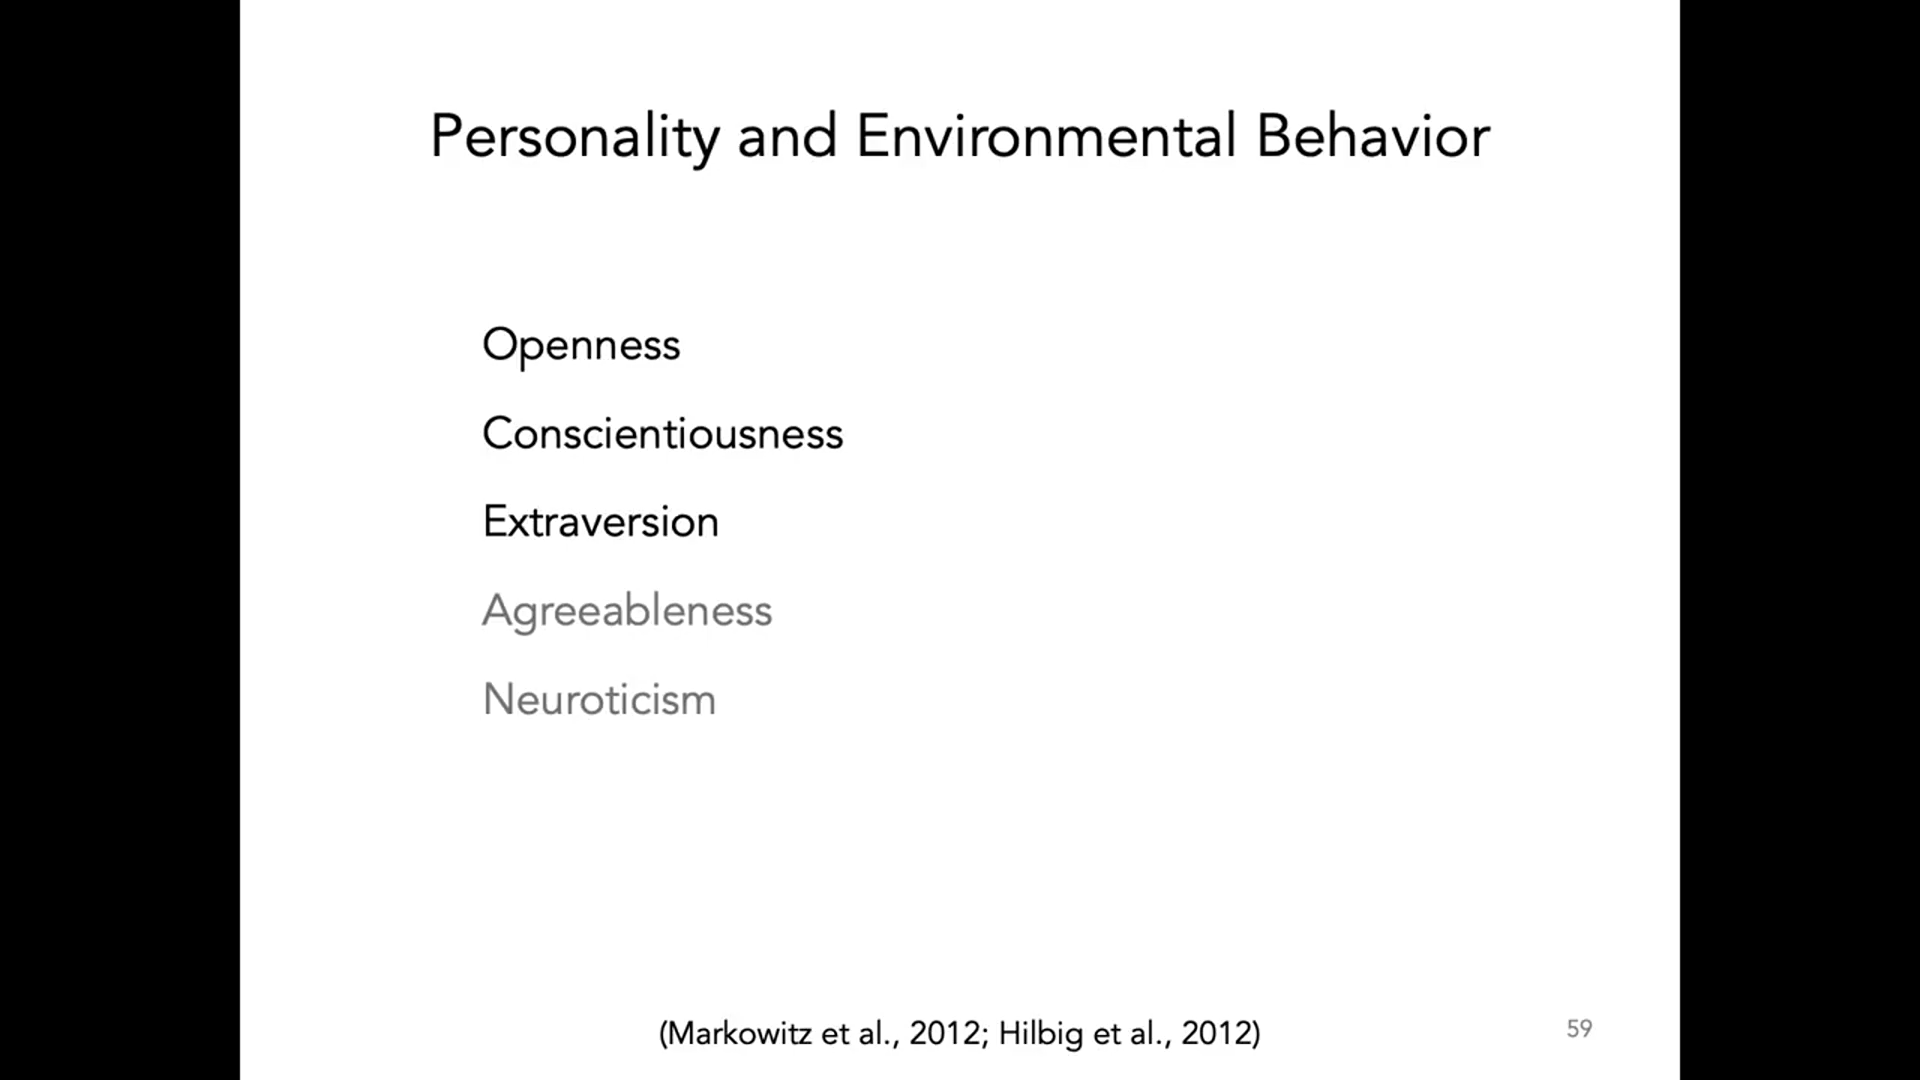 Personality and Environmental Behavior
Openness
Conscientiousness
Extraversion
Agreeableness
Neuroticism
(Markowitz et al., 2012; Hilbig et al., 2012)
59